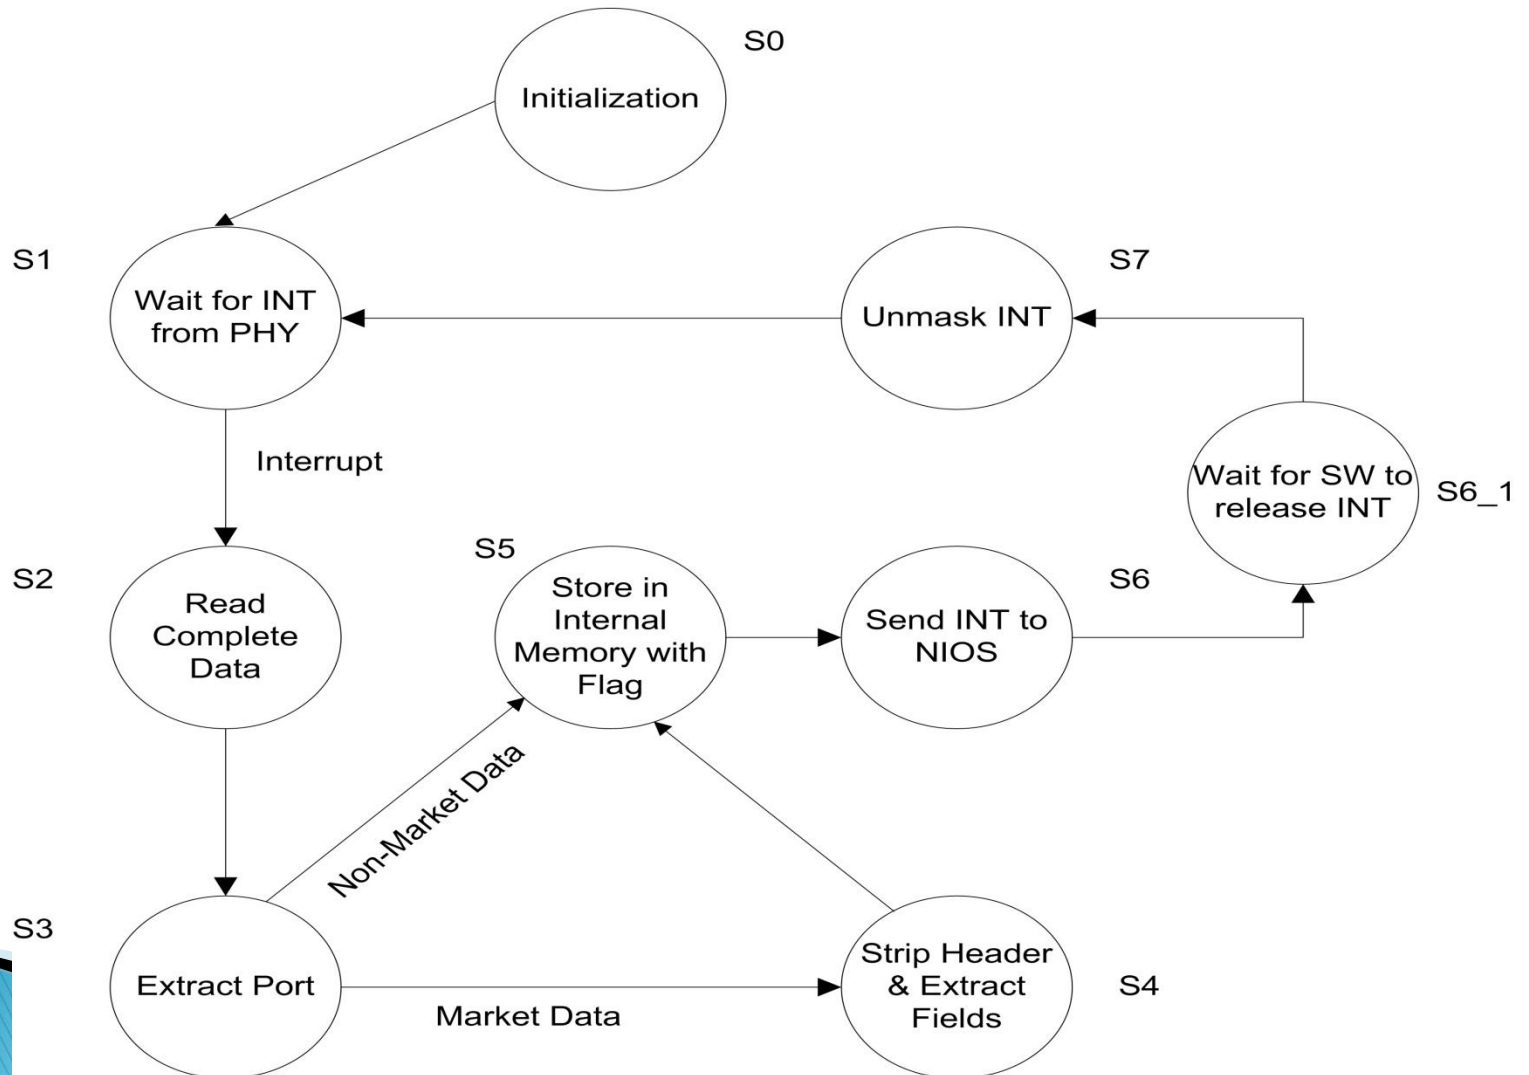 S0
Initialization
S1
Wait for INT
from PHY
S7
Unmask INT
Interrupt
Wait for SW to
release INT
S6_1
S2
Read
Complete
Data
S5
Store in
Internal
Memory with
Flag
S6
Send INT to
NIOS
Non-Market Data
S3
Extract Port
Market Data
Strip Header
& Extract
Fields
S4